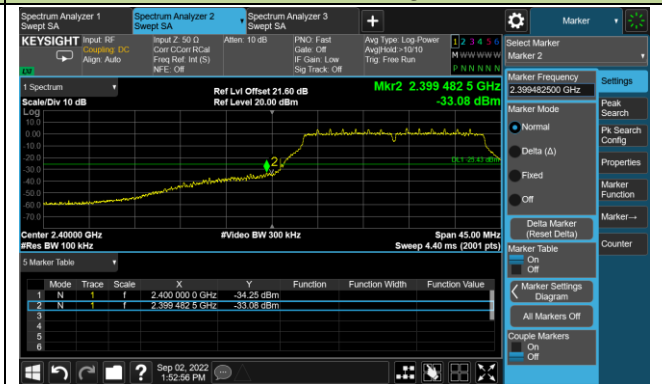 Spectrum Analyzer 1
Swept SA
Spectrum Analyzer 2
Swept SA
Spectrum Analyzer 3
Swept SA
Marker
KEYSIGHT
Input: RF
Coupling: DC
Align: Auto
Input Z: 50 Ω
Corr CCorr RCal
Freq Ref: Int (S)
NFE: Off
Atten: 10 dB
PNO: Fast
Gate: Off
IF Gain: Low
Sig Track: Off
Avg Type: Log-Power
Avg|Hold:>10/10
Trig: Free Run
1 2 3 4 5 6
M W W W W W
P N N N N N
LXI
Select Marker
Marker 2
1 Spectrum
Scale/Div 10 dB
Log
Ref Lvl Offset 21.60 dB
Ref Level 20.00 dBm
Mkr2 2.399 482 5 GHz
-33.08 dBm
10.0
0.00
-10.0
-20.0
-30.0
-40.0
-50.0
-60.0
-70.0
2
Center 2.40000 GHz
#Res BW 100 kHz
#Video BW 300 kHz
Span 45.00 MHz
Sweep 4.40 ms (2001 pts)
5 Marker Table
Mode Trace Scale X Y Function Function Width Function Value
1 N 1 f 2.400 000 0 GHz -34.25 dBm
2 N 1 f 2.399 482 5 GHz -33.08 dBm
3
4
5
6
Marker Frequency
2.399482500 GHz
Marker Mode
Normal
Delta (Δ)
Fixed
Off
Delta Marker
(Reset Delta)
Marker Table
On
Off
Marker Settings
Diagram
All Markers Off
Couple Markers
On
Off
Settings
Peak
Search
Pk Search
Config
Properties
Marker
Function
Marker→
Counter
Sep 02, 2022
1:52:56 PM